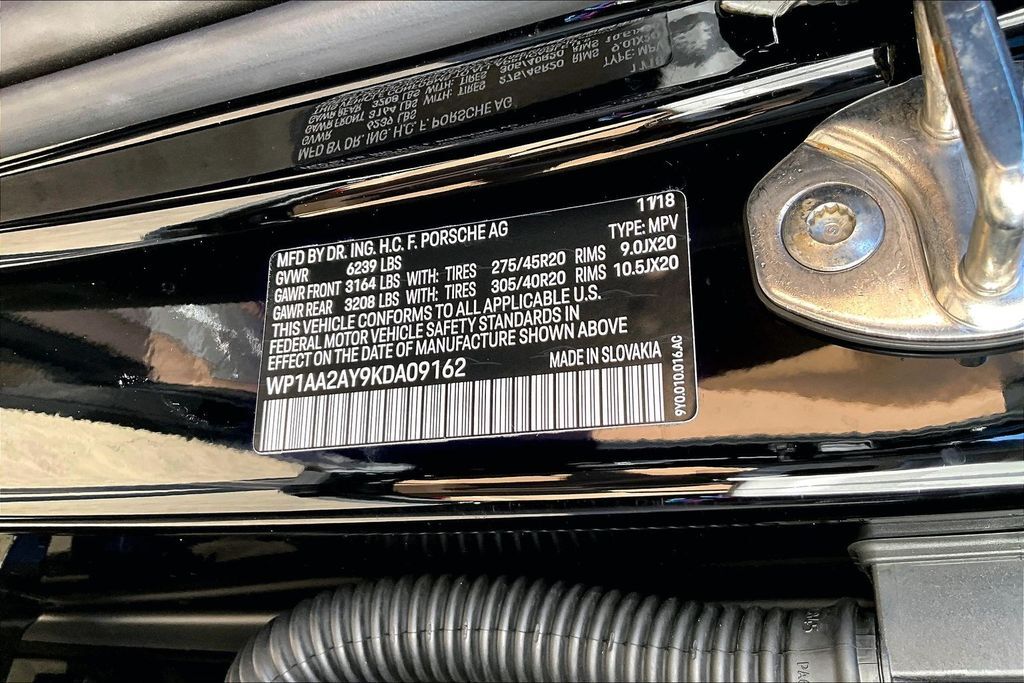 MFD BY DR. ING. H.C. F. PORSCHE AG 11/18
GVWR 6239 LBS TYPE: MPV
GAWR FRONT 3164 LBS WITH: TIRES 275/45R20 RIMS 9.0JX20
GAWR REAR 3208 LBS WITH: TIRES 305/40R20 RIMS 10.5JX20
THIS VEHICLE CONFORMS TO ALL APPLICABLE U.S.
FEDERAL MOTOR VEHICLE SAFETY STANDARDS IN
EFFECT ON THE DATE OF MANUFACTURE SHOWN ABOVE
WP1AA2AY9KDA09162 MADE IN SLOVAKIA
9Y0.010.016.AC